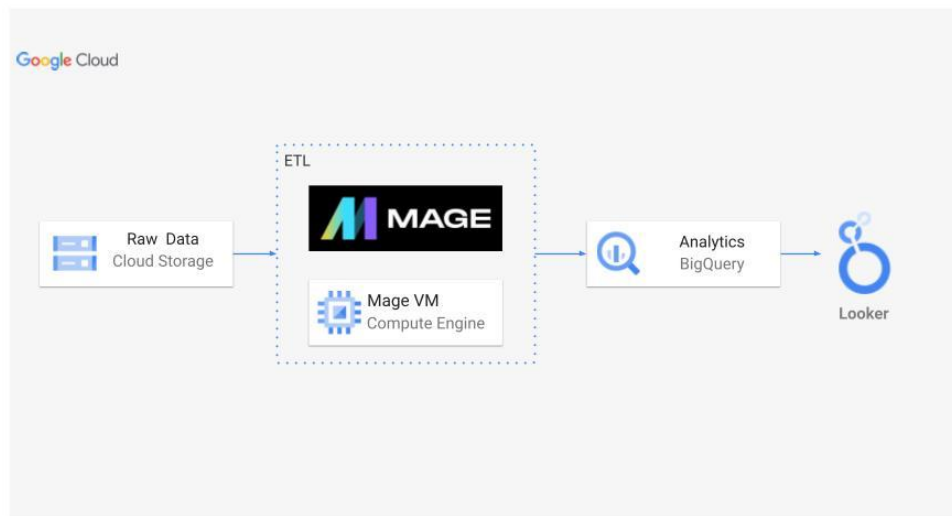 Google Cloud
ETL
MAGE
Raw Data
Cloud Storage
Mage VM
Compute Engine
Analytics
BigQuery
Looker